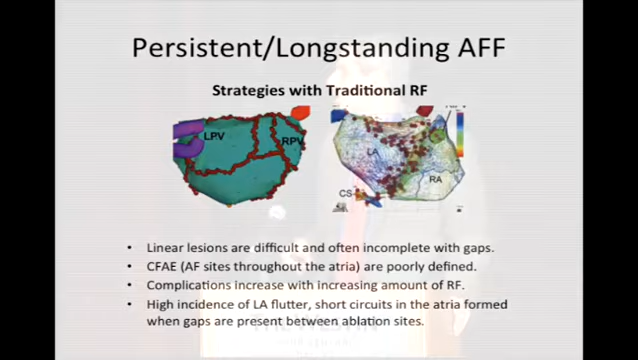 Persistent/Longstanding AFF
Strategies with Traditional RF
LPV
RPV
LA
RA
CS
• Linear lesions are difficult and often incomplete with gaps.
• CFAE (AF sites throughout the atria) are poorly defined.
• Complications increase with increasing amount of RF.
• High incidence of LA flutter, short circuits in the atria formed
when gaps are present between ablation sites.